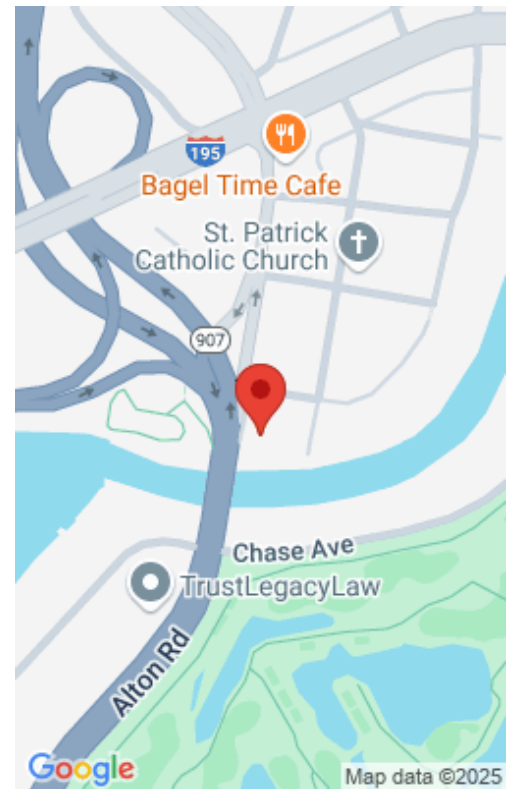 195
Bagel Time Cafe
St. Patrick
Catholic Church
907
Chase Ave
TrustLegacyLaw
Alton Rd
Google
Map data ©2025